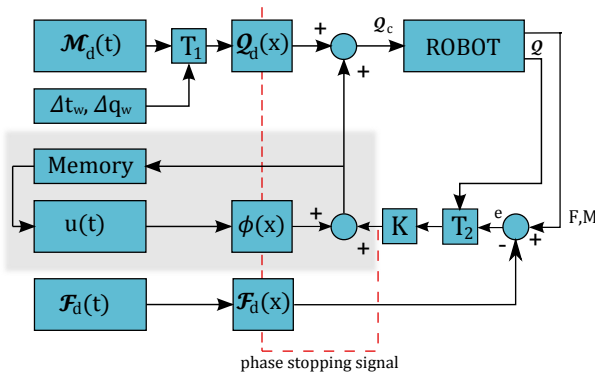 𝓜d(t)
T1
𝓠d(x)
+
+
𝓠c
ROBOT
𝓠
Δtw, Δqw
Memory
u(t)
ϕ(x)
+
+
K
T2
e
-
+
F,M
𝓕d(t)
𝓕d(x)
phase stopping signal